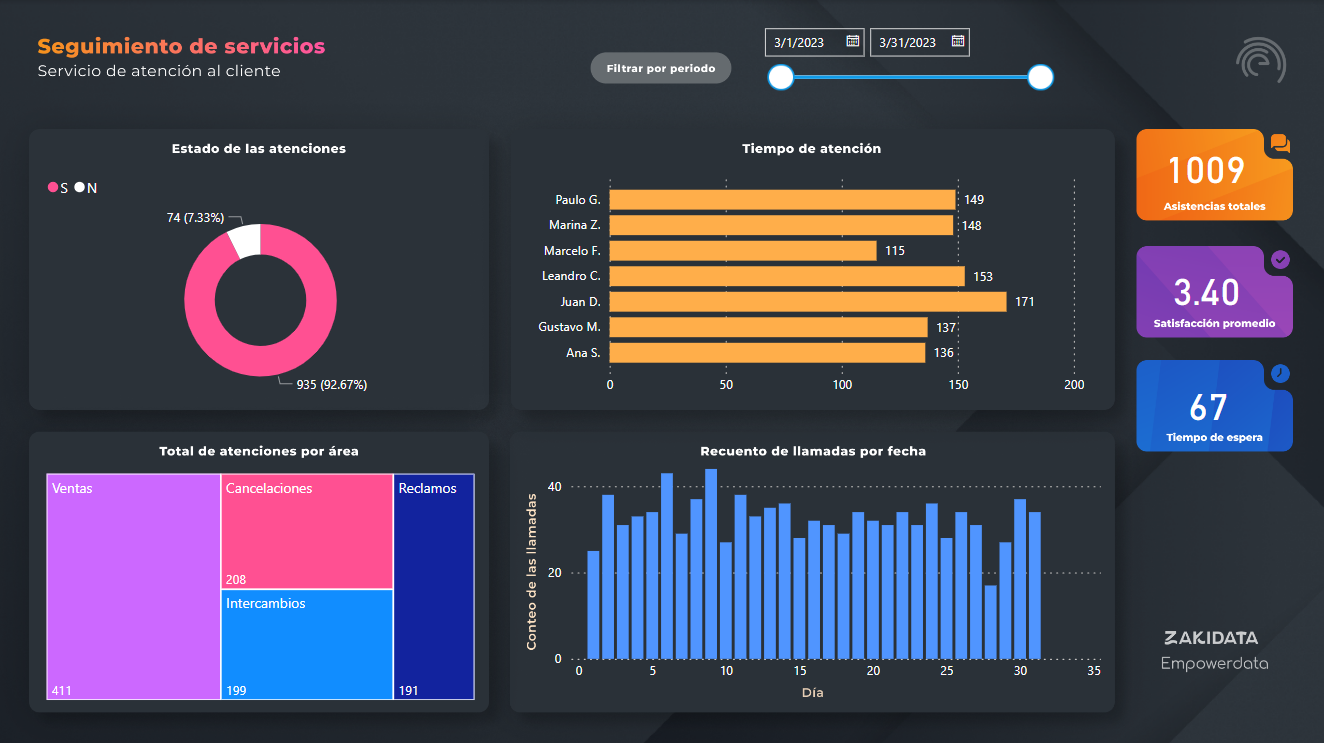 Seguimiento de servicios
Servicio de atención al cliente
Filtrar por periodo
3/1/2023
3/31/2023
Estado de las atenciones
S N
74 (7.33%)
935 (92.67%)
Tiempo de atención
Paulo G. 149
Marina Z. 148
Marcelo F. 115
Leandro C. 153
Juan D. 171
Gustavo M. 137
Ana S. 136
0 50 100 150 200
1009
Asistencias totales
3.40
Satisfacción promedio
67
Tiempo de espera
Total de atenciones por área
Ventas
411
Cancelaciones
208
Intercambios
199
Reclamos
191
Recuento de llamadas por fecha
Conteo de las llamadas
40
20
0
0 5 10 15 20 25 30 35
Día
ZAKIDATA
Empowerdata